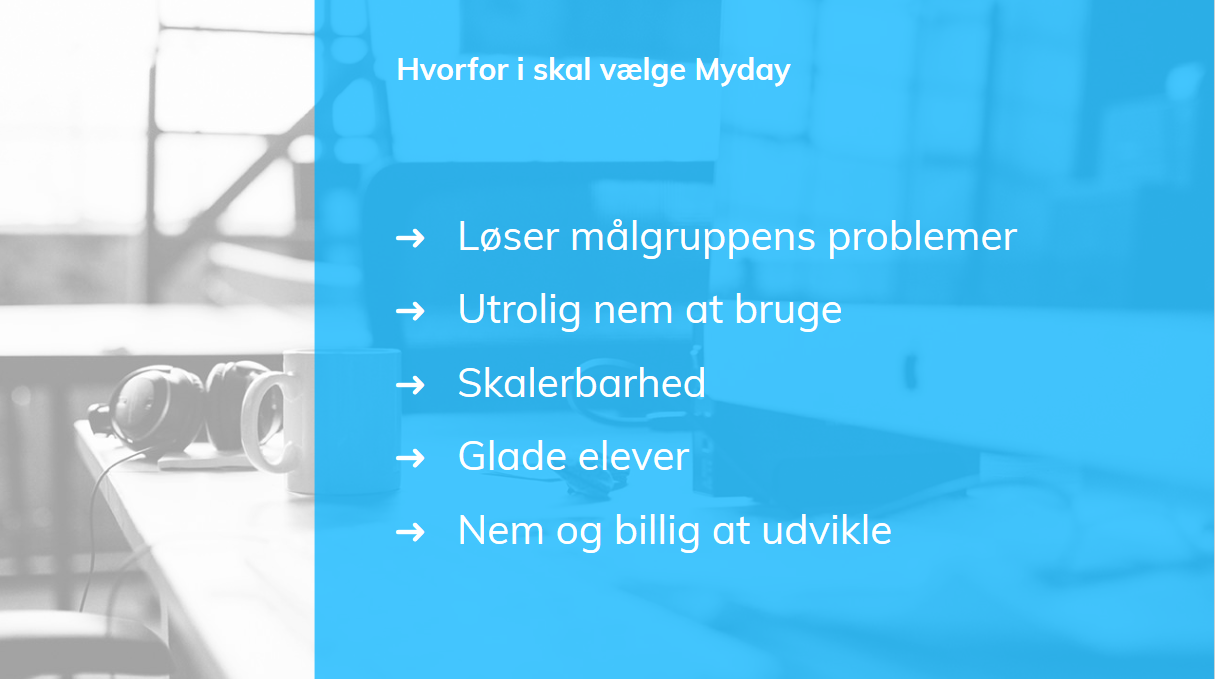 Hvorfor i skal vælge Myday
➔ Løser målgruppens problemer
➔ Utrolig nem at bruge
➔ Skalerbarhed
➔ Glade elever
➔ Nem og billig at udvikle